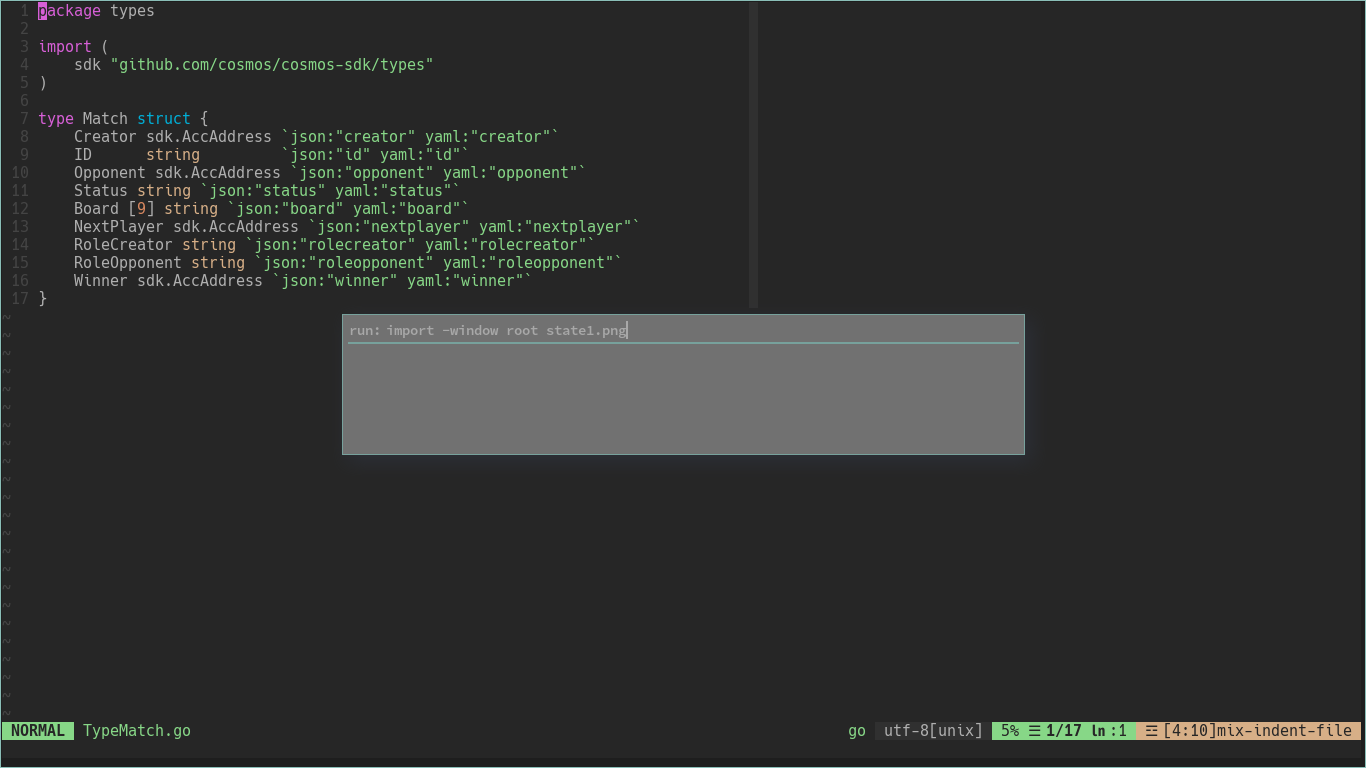 1 package types
2
3 import (
4     sdk "github.com/cosmos/cosmos-sdk/types"
5 )
6
7 type Match struct {
8     Creator sdk.AccAddress `json:"creator" yaml:"creator"`
9     ID      string         `json:"id" yaml:"id"`
10     Opponent sdk.AccAddress `json:"opponent" yaml:"opponent"`
11     Status string `json:"status" yaml:"status"`
12     Board [9] string `json:"board" yaml:"board"`
13     NextPlayer sdk.AccAddress `json:"nextplayer" yaml:"nextplayer"`
14     RoleCreator string `json:"rolecreator" yaml:"rolecreator"`
15     RoleOpponent string `json:"roleopponent" yaml:"roleopponent"`
16     Winner sdk.AccAddress `json:"winner" yaml:"winner"`
17 }
run: import -window root state1.png
NORMAL TypeMatch.go go utf-8[unix] 5% ☰ 1/17 ln :1 ☲ [4:10]mix-indent-file